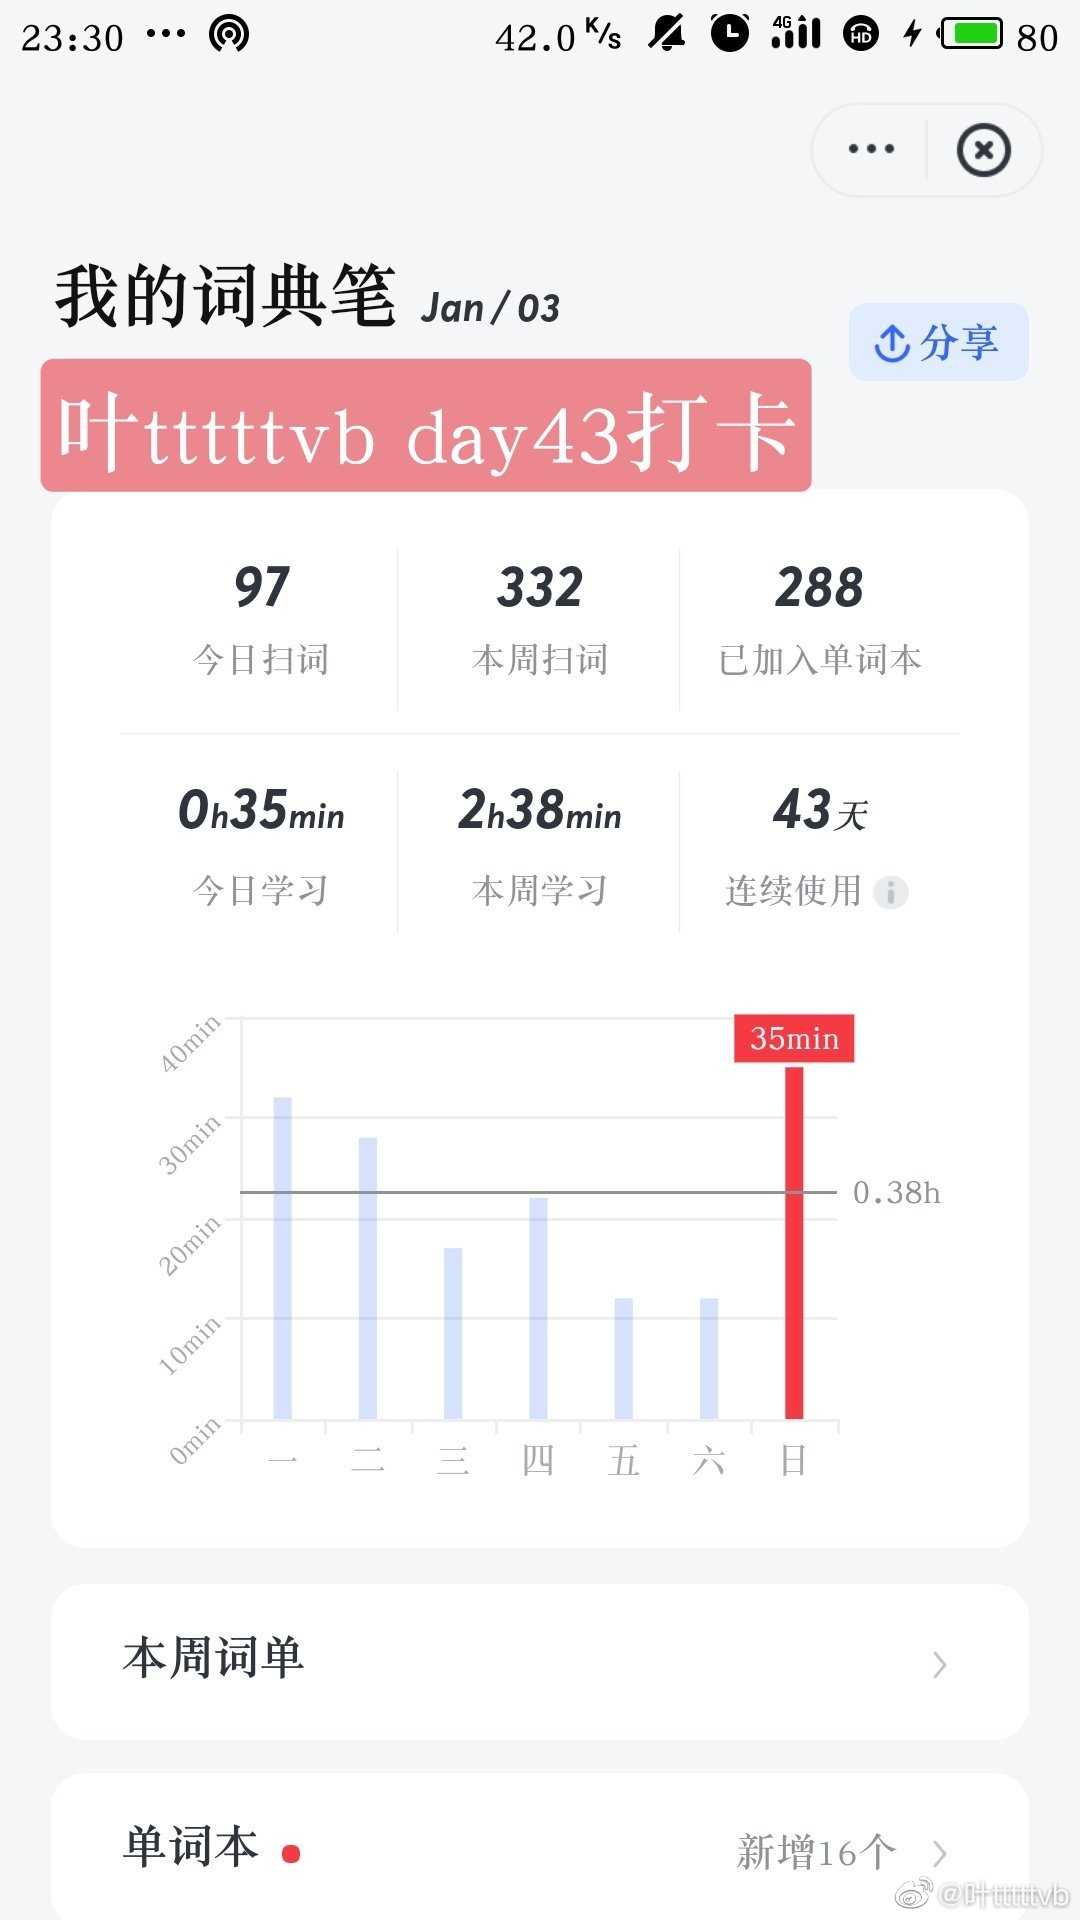 23:30 ··· 42.0 K/s 4G HD 80
我的词典笔 Jan / 03
分享
叶tttttvb day43打卡
97 332 288
今日扫词 本周扫词 已加入单词本
0h35min 2h38min 43天
今日学习 本周学习 连续使用
40min
35min
30min
0.38h
20min
10min
0min
一 二 三 四 五 六 日
本周词单
单词本 新增16个
@叶tttttvb